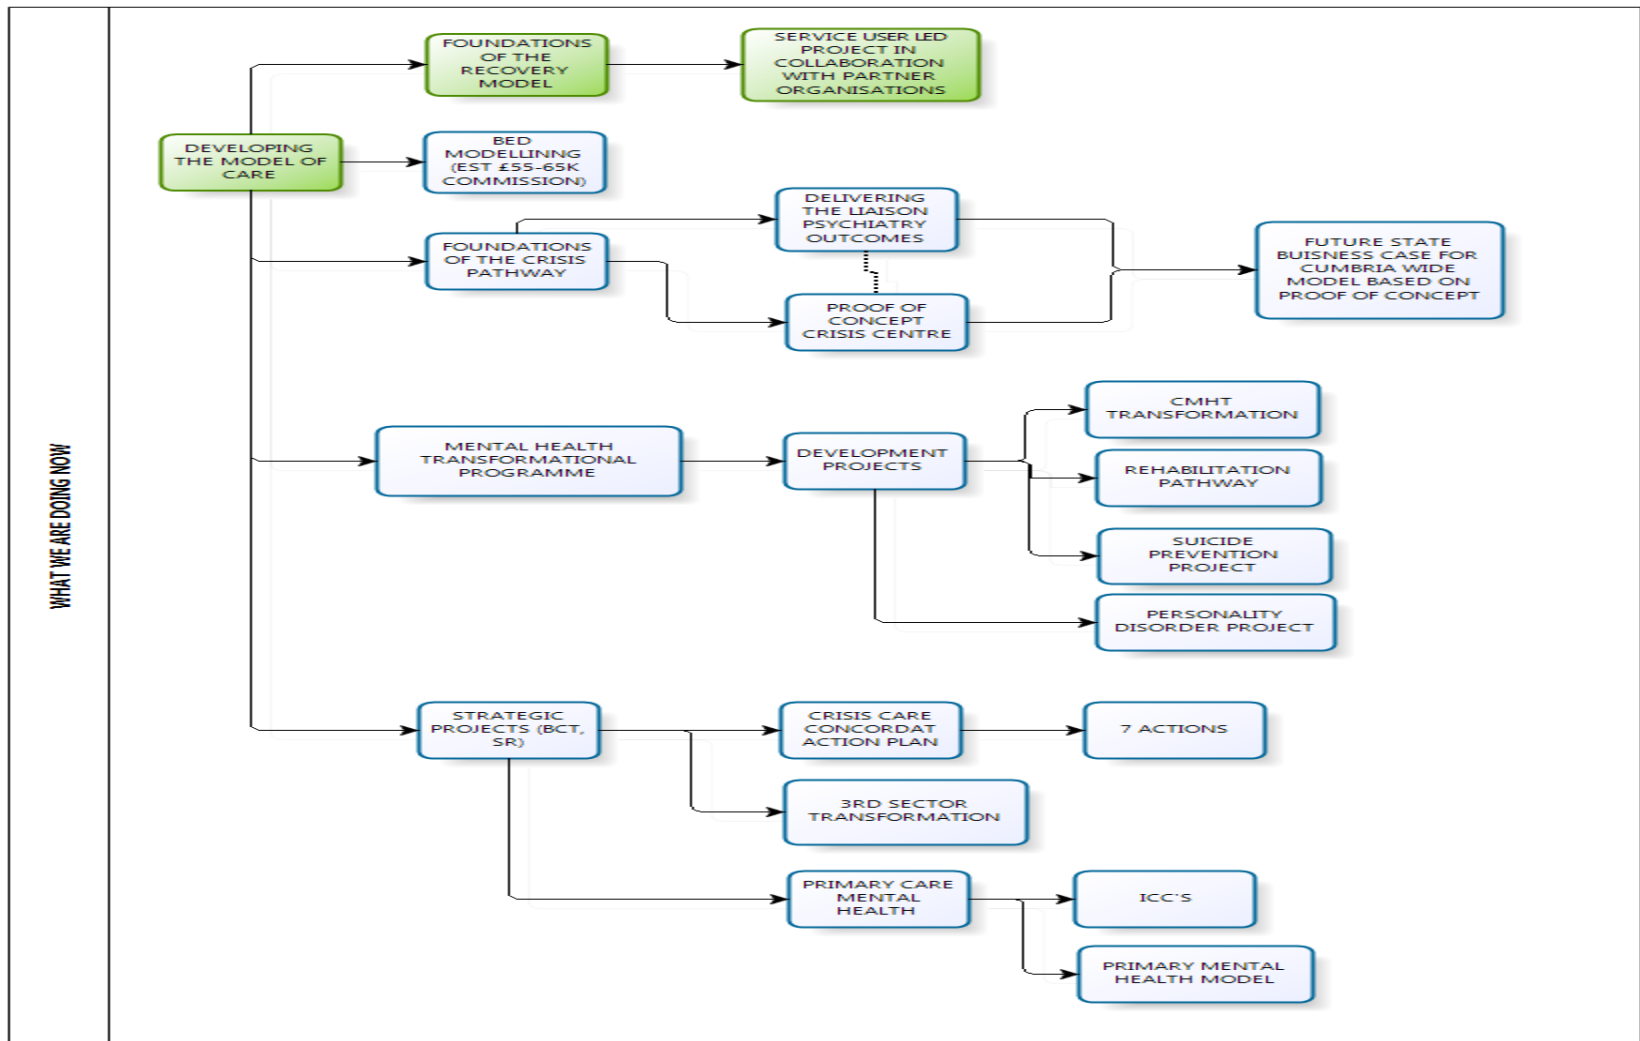 WHAT WE ARE DOING NOW
FOUNDATIONS
OF THE
RECOVERY
MODEL
SERVICE USER LED
PROJECT IN
COLLABORATION
WITH PARTNER
ORGANISATIONS
DEVELOPING
THE MODEL OF
CARE
BED
MODELLINNG
(EST £55-65K
COMMISSION)
FOUNDATIONS
OF THE CRISIS
PATHWAY
DELIVERING
THE LIAISON
PSYCHIATRY
OUTCOMES
PROOF OF
CONCEPT
CRISIS CENTRE
FUTURE STATE
BUISNESS CASE FOR
CUMBRIA WIDE
MODEL BASED ON
PROOF OF CONCEPT
MENTAL HEALTH
TRANSFORMATIONAL
PROGRAMME
DEVELOPMENT
PROJECTS
CMHT
TRANSFORMATION
REHABILITATION
PATHWAY
SUICIDE
PREVENTION
PROJECT
PERSONALITY
DISORDER PROJECT
STRATEGIC
PROJECTS (BCT,
SR)
CRISIS CARE
CONCORDAT
ACTION PLAN
7 ACTIONS
3RD SECTOR
TRANSFORMATION
PRIMARY CARE
MENTAL
HEALTH
ICC'S
PRIMARY MENTAL
HEALTH MODEL